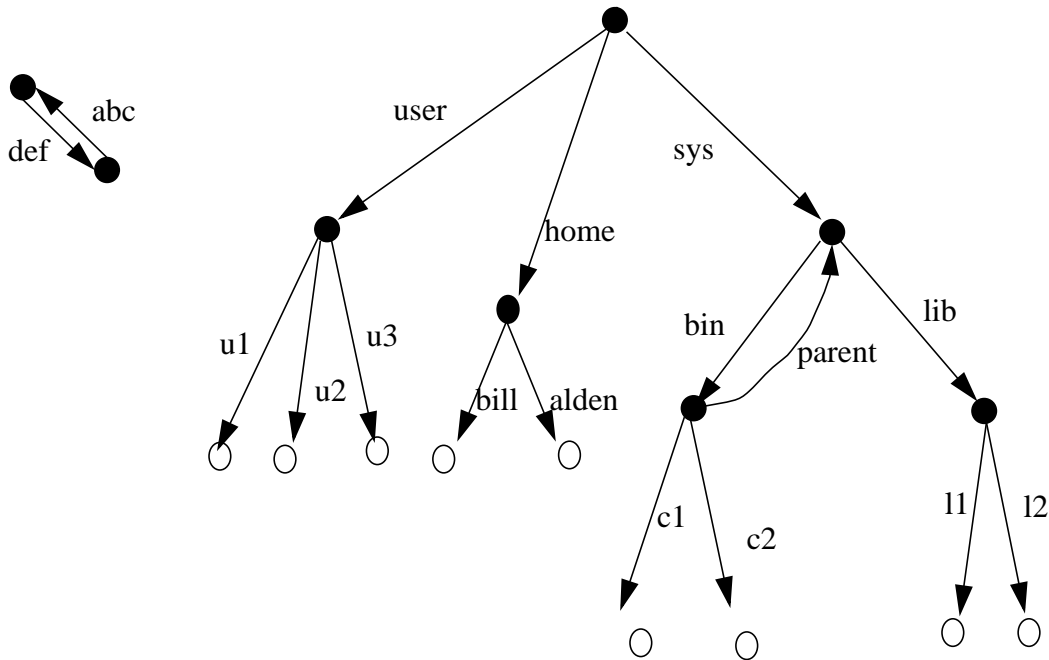 user
abc
def
sys
home
bin
lib
u1
u3
parent
u2
bill
alden
c1
c2
l1
l2